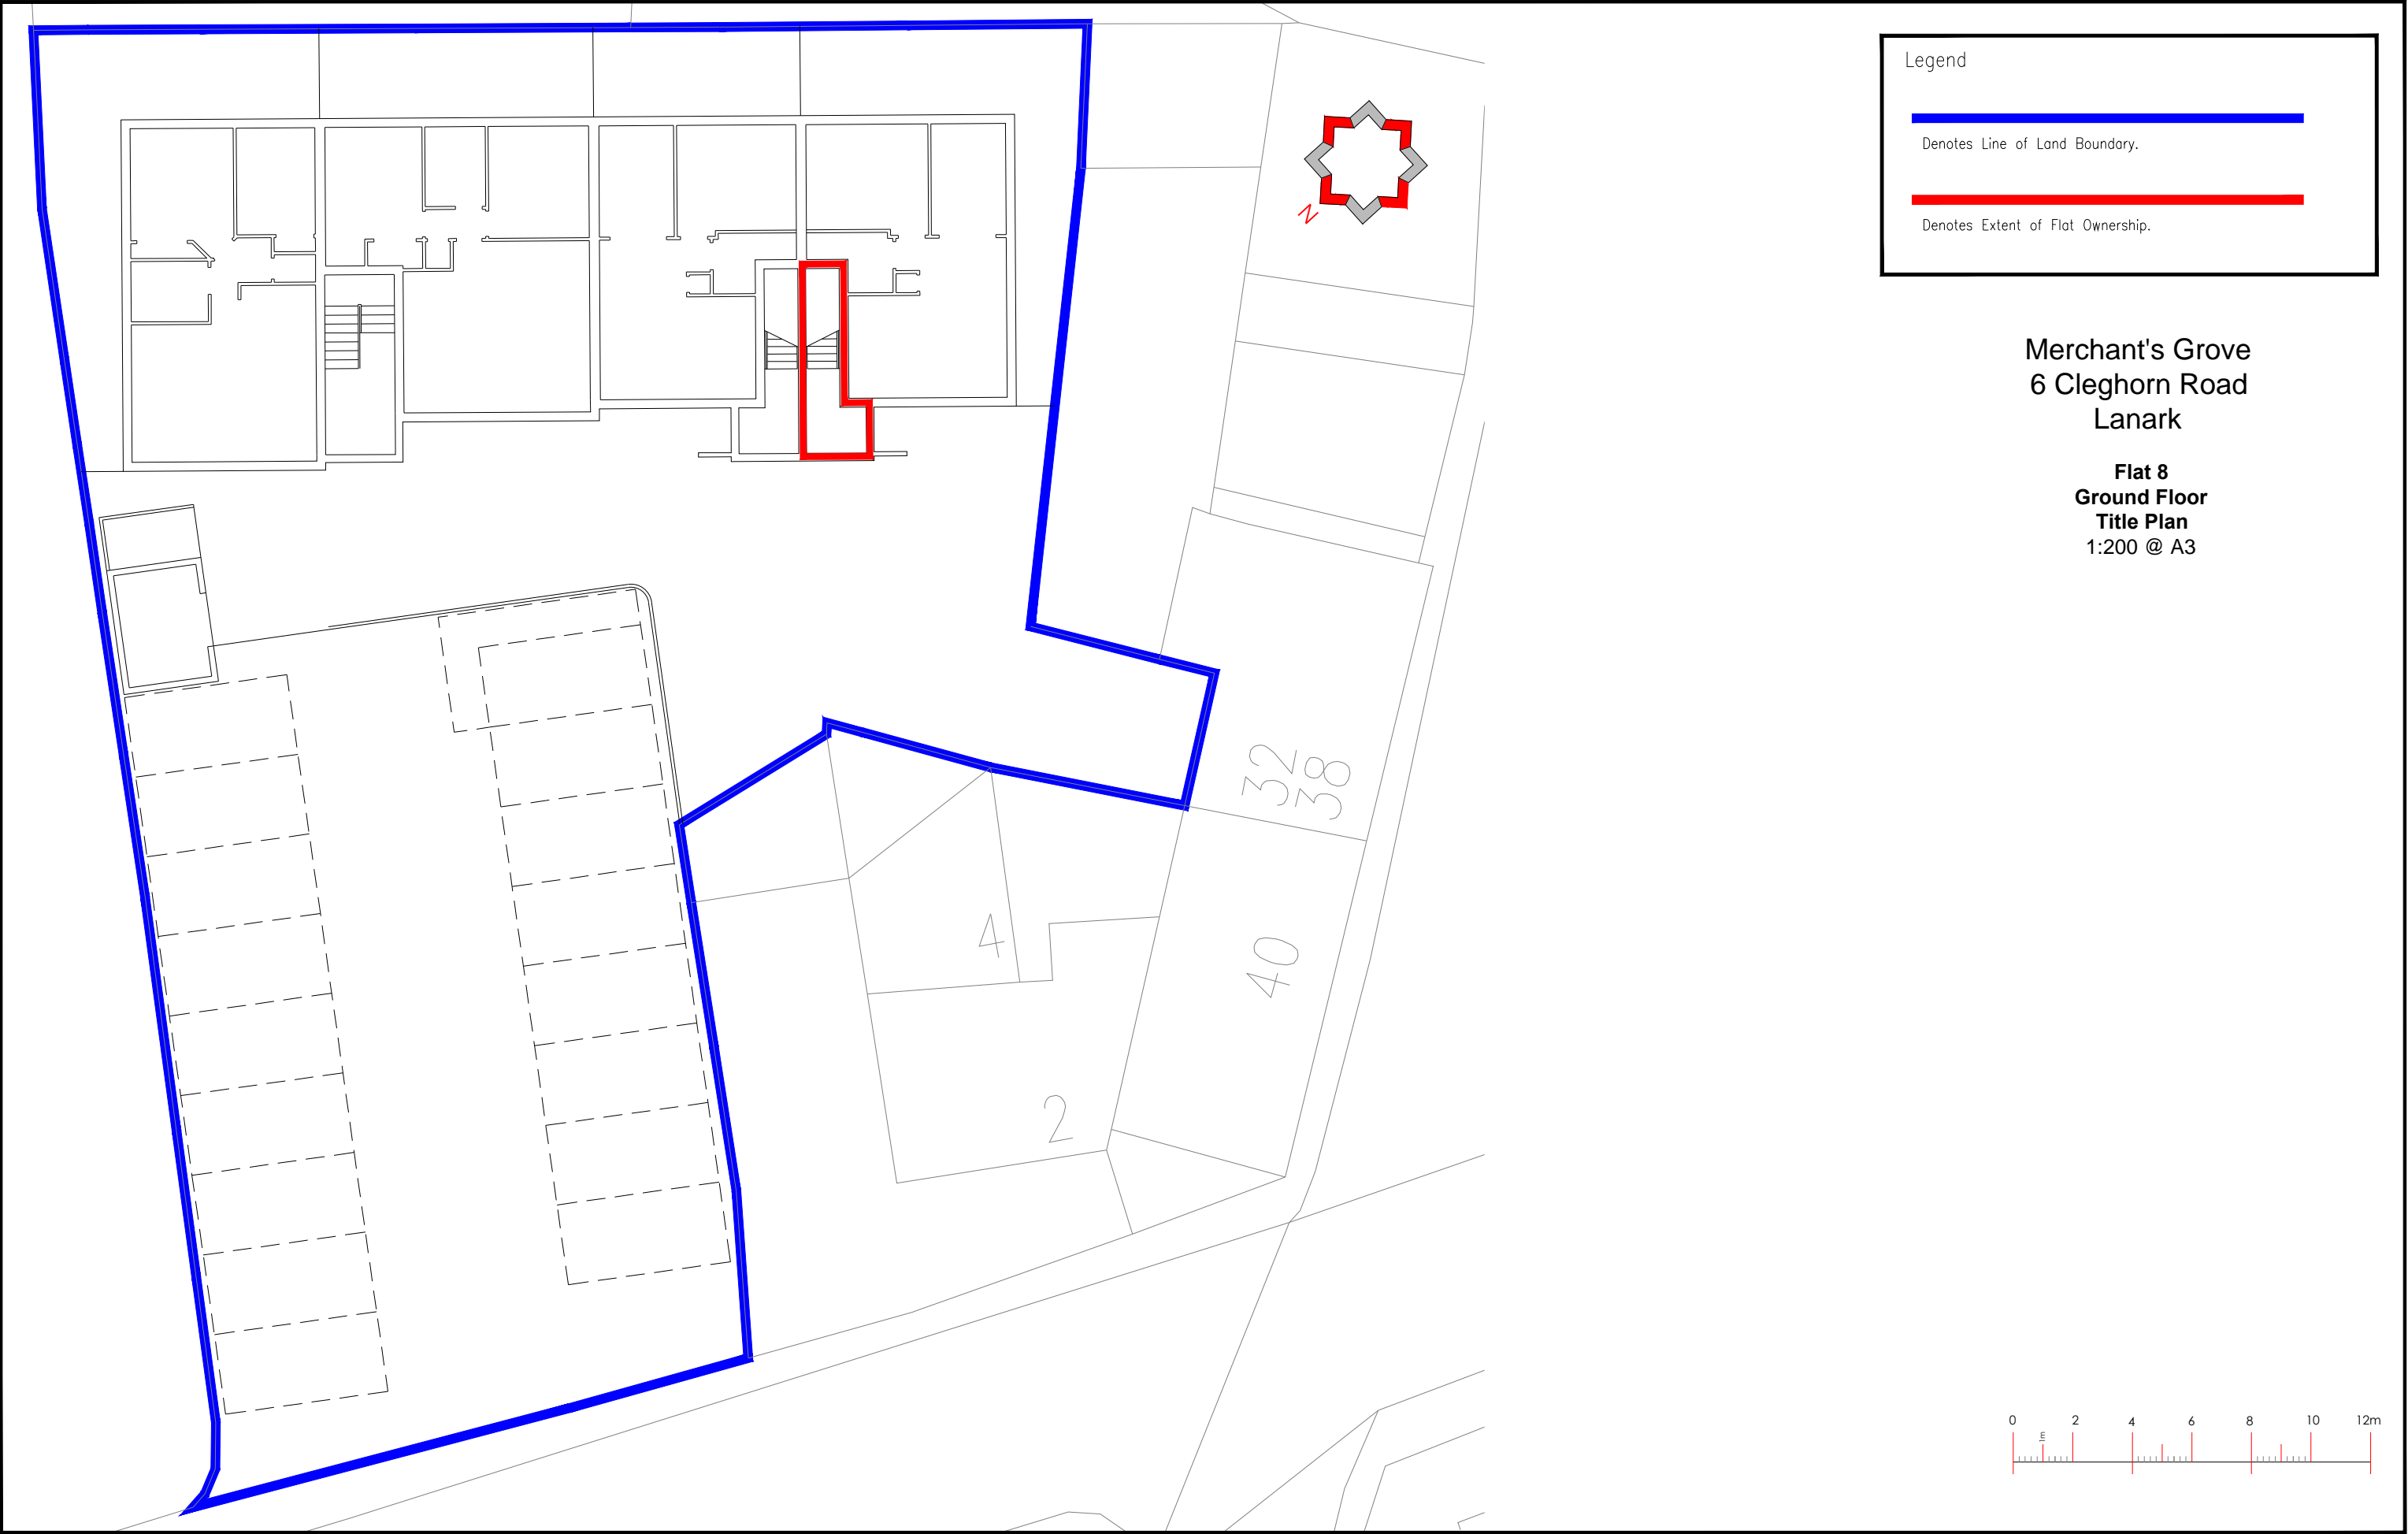 Legend
Denotes Line of Land Boundary.
Denotes Extent of Flat Ownership.
N
Merchant's Grove
6 Cleghorn Road
Lanark
Flat 8
Ground Floor
Title Plan
1:200 @ A3
32
38
4
40
2
0 2 4 6 8 10 12m
1m